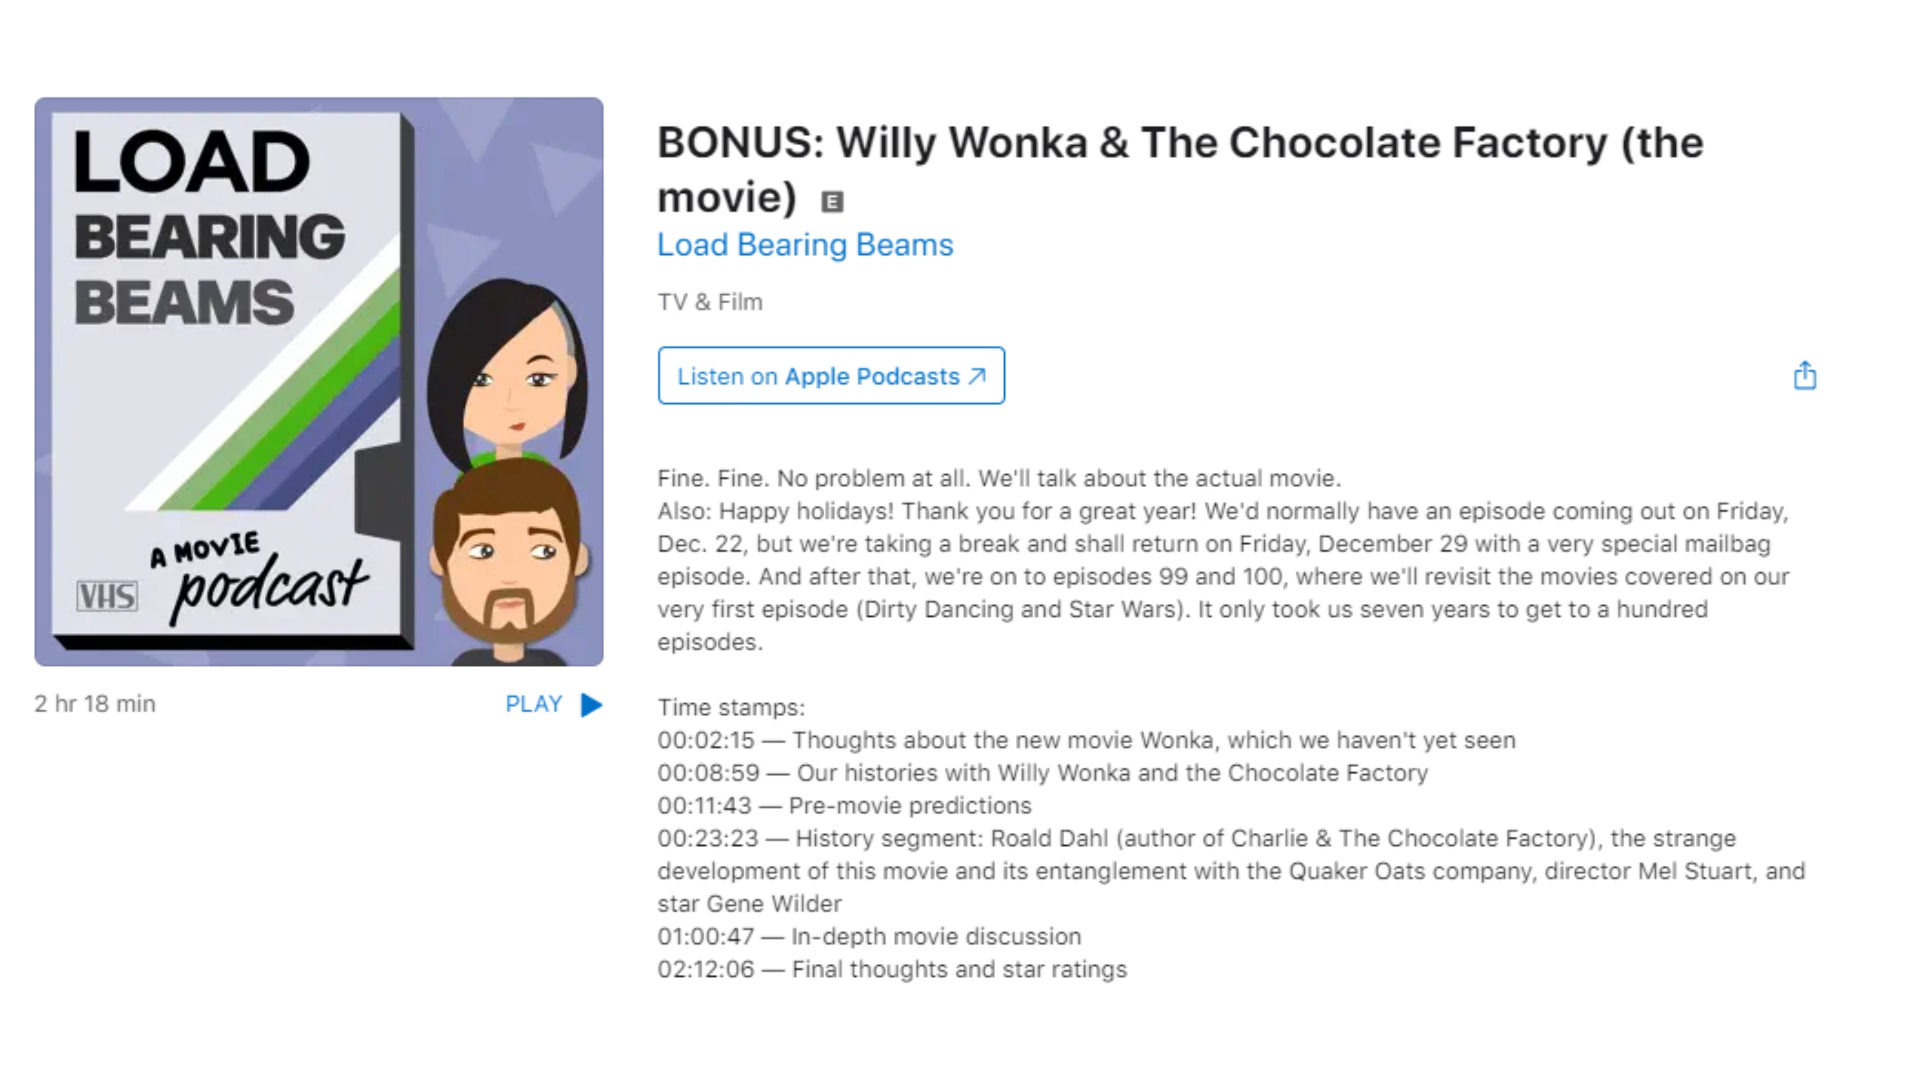 LOAD
BEARING
BEAMS
A MOVIE
podcast
VHS
2 hr 18 min
PLAY
BONUS: Willy Wonka & The Chocolate Factory (the
movie) E
Load Bearing Beams
TV & Film
Listen on Apple Podcasts ↗
Fine. Fine. No problem at all. We'll talk about the actual movie.
Also: Happy holidays! Thank you for a great year! We'd normally have an episode coming out on Friday,
Dec. 22, but we're taking a break and shall return on Friday, December 29 with a very special mailbag
episode. And after that, we're on to episodes 99 and 100, where we'll revisit the movies covered on our
very first episode (Dirty Dancing and Star Wars). It only took us seven years to get to a hundred
episodes.
Time stamps:
00:02:15 — Thoughts about the new movie Wonka, which we haven't yet seen
00:08:59 — Our histories with Willy Wonka and the Chocolate Factory
00:11:43 — Pre-movie predictions
00:23:23 — History segment: Roald Dahl (author of Charlie & The Chocolate Factory), the strange
development of this movie and its entanglement with the Quaker Oats company, director Mel Stuart, and
star Gene Wilder
01:00:47 — In-depth movie discussion
02:12:06 — Final thoughts and star ratings